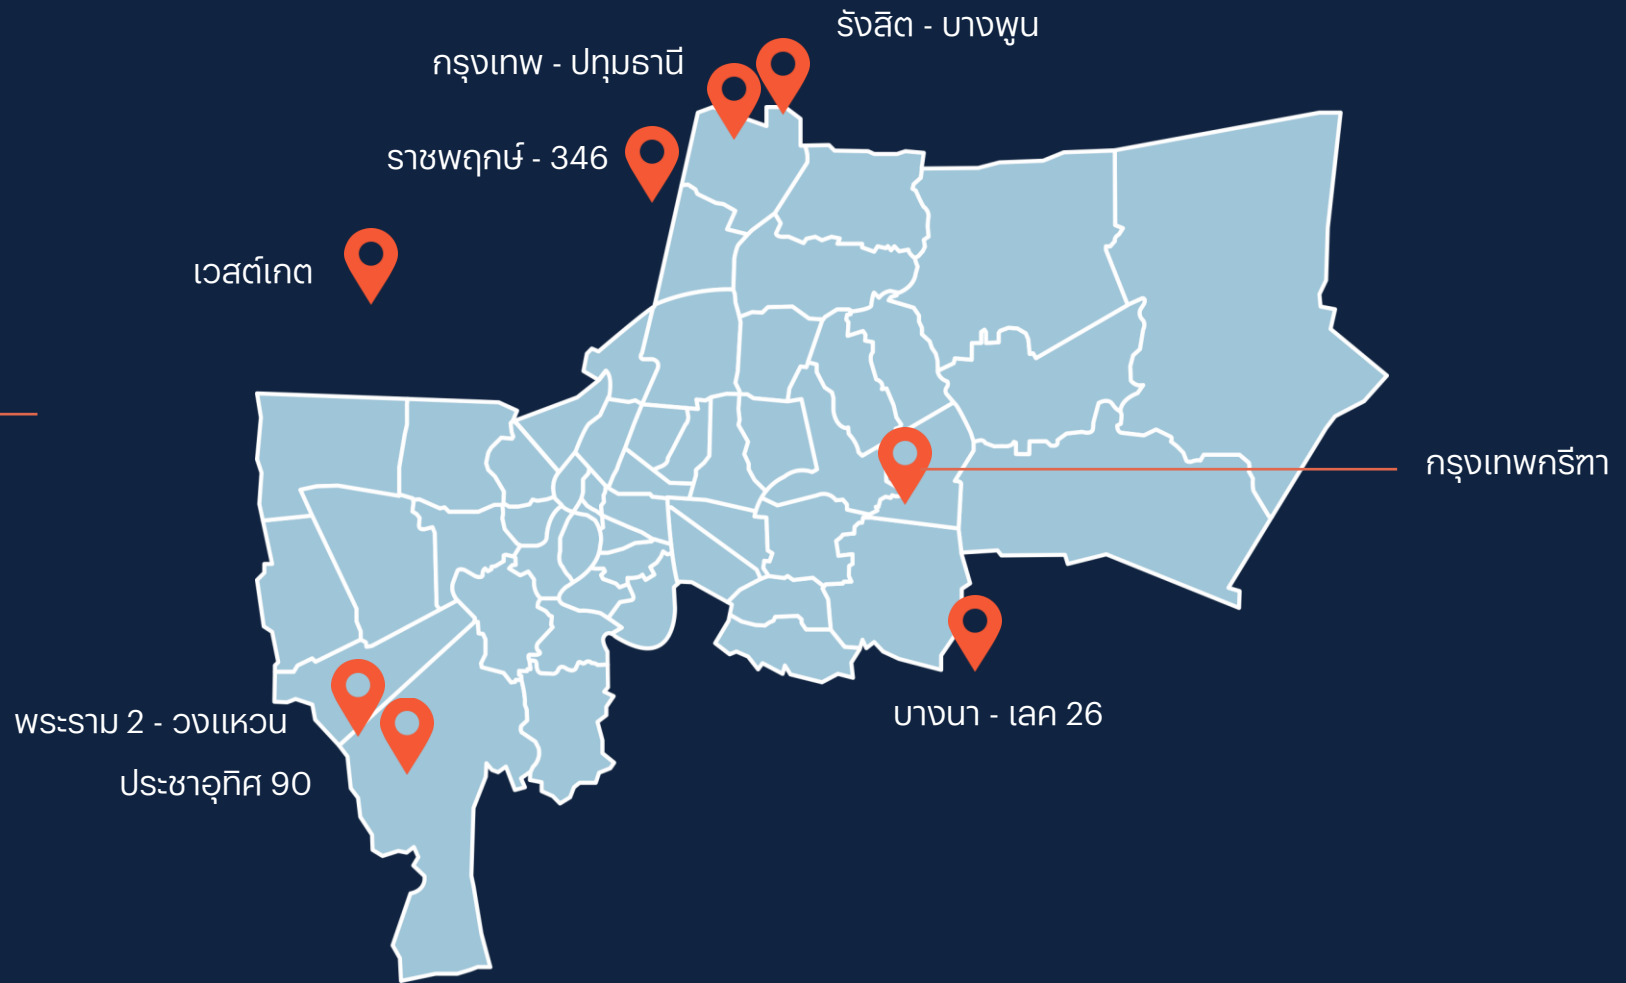 รังสิต - บางพูน
กรุงเทพ - ปทุมธานี
ราชพฤกษ์ - 346
เวสต์เกต
กรุงเทพกรีฑา
พระราม 2 - วงแหวน
บางนา - เลค 26
ประชาอุทิศ 90